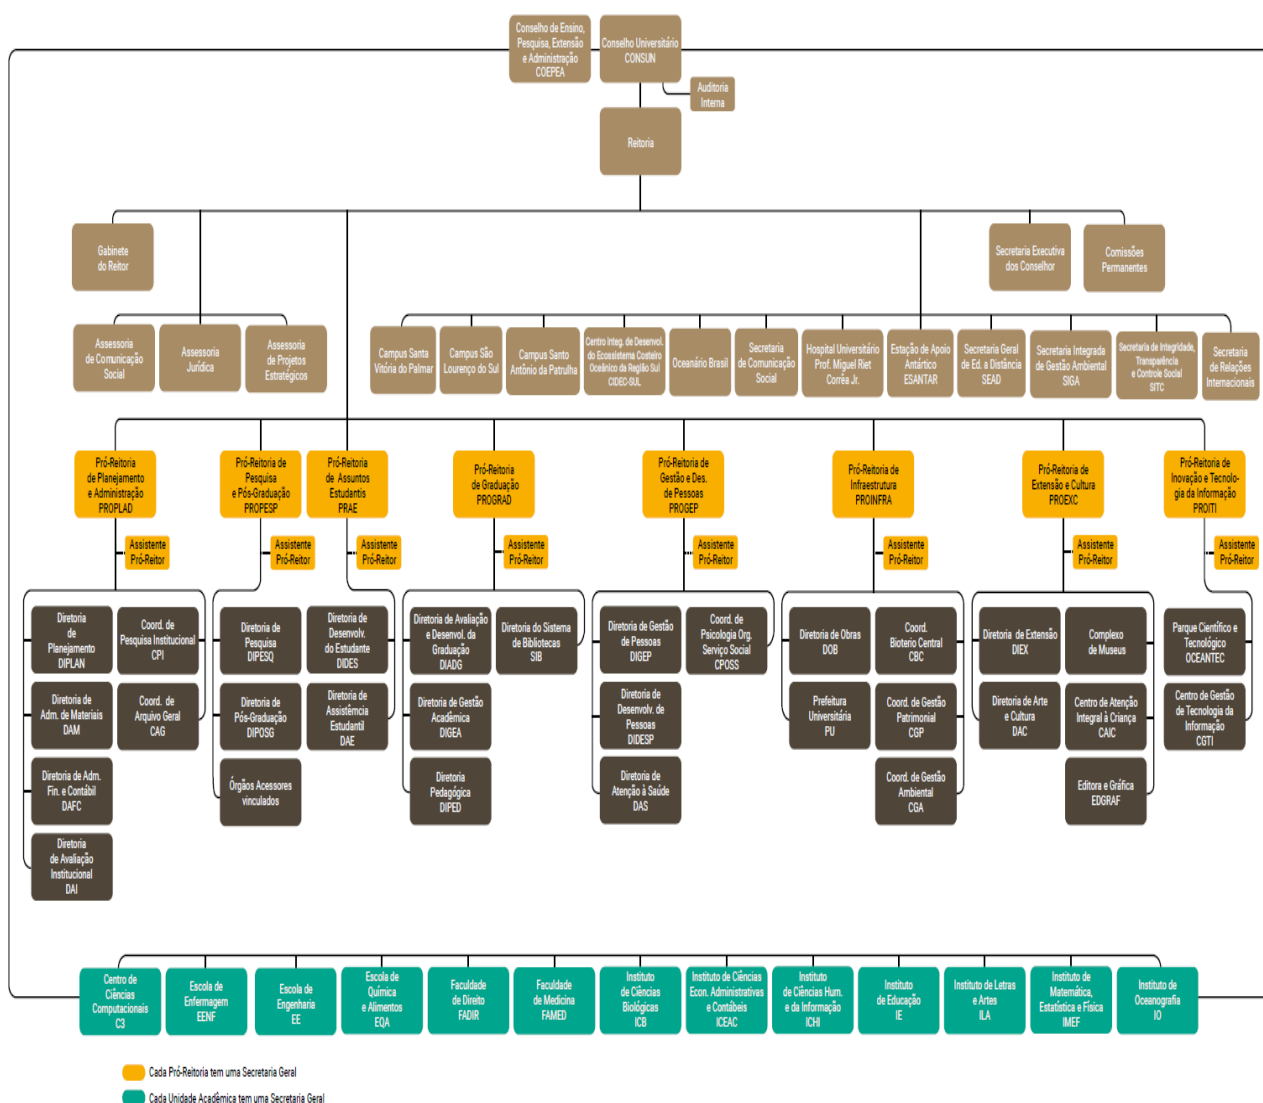 Conselho de Ensino,
Pesquisa, Extensão
e Administração
COEPEA
Conselho Universitário
CONSUN
Auditoria
Interna
Reitoria
Gabinete
do Reitor
Secretaria Executiva
dos Conselhor
Comissões
Permanentes
Assessoria
de Comunicação
Social
Assessoria
Jurídica
Assessoria
de Projetos
Estratégicos
Campus Santa
Vitória do Palmar
Campus São
Lourenço do Sul
Campus Santo
Antônio da Patrulha
Centro Integ. de Desenvol.
do Ecossistema Costeiro
Oceânico da Região Sul
CIDEC-SUL
Oceanário Brasil
Secretaria
de Comunicação
Social
Hospital Universitário
Prof. Miguel Riet
Corrêa Jr.
Estação de Apoio
Antártico
ESANTAR
Secretaria Geral
de Ed. a Distância
SEAD
Secretaria Integrada
de Gestão Ambiental
SIGA
Secretaria de Integridade,
Transparência
e Controle Social
SITC
Secretaria
de Relações
Internacionais
Pró-Reitoria
de Planejamento
e Administração
PROPLAD
Pró-Reitoria de
Pesquisa
e Pós-Graduação
PROPESP
Pró-Reitoria
de Assuntos
Estudantis
PRAE
Pró-Reitoria
de Graduação
PROGRAD
Pró-Reitoria de
Gestão e Des.
de Pessoas
PROGEP
Pró-Reitoria de
Infraestrutura
PROINFRA
Pró-Reitoria de
Extensão e Cultura
PROEXC
Pró-Reitoria de
Inovação e Tecnolo-
gia da Informação
PROITI
Assistente
Pró-Reitor
Assistente
Pró-Reitor
Assistente
Pró-Reitor
Assistente
Pró-Reitor
Assistente
Pró-Reitor
Assistente
Pró-Reitor
Assistente
Pró-Reitor
Assistente
Pró-Reitor
Diretoria
de
Planejamento
DIPLAN
Coord. de
Pesquisa Institucional
CPI
Diretoria de
Adm. de Materiais
DAM
Coord. de
Arquivo Geral
CAG
Diretoria de Adm.
Fin. e Contábil
DAFC
Diretoria
de Avaliação
Institucional
DAI
Diretoria de
Pesquisa
DIPESQ
Diretoria de
Pós-Graduação
DIPOSG
Órgãos Acessores
vinculados
Diretoria de
Desenvolv.
do Estudante
DIDES
Diretoria de
Assistêmcia
Estudantil
DAE
Diretoria de Avaliação
e Desenvol. da
Graduação
DIADG
Diretoria do Sistema
de Bibliotecas
SIB
Diretoria de Gestão
Acadêmica
DIGEA
Diretoria
Pedagógica
DIPED
Diretoria de Gestão
de Pessoas
DIGEP
Coord. de
Psicologia Org.
Serviço Social
CPOSS
Diretoria de
Desenvolv. de
Pessoas
DIDESP
Diretoria de
Atenção à Saúde
DAS
Diretoria de Obras
DOB
Coord.
Bioterio Central
CBC
Prefeitura
Universitária
PU
Coord. de Gestão
Patrimonial
CGP
Coord. de Gestão
Ambiental
CGA
Diretoria de Extensão
DIEX
Complexo
de Museus
Diretoria de Arte
e Cultura
DAC
Centro de Atenção
Integral à Criança
CAIC
Editora e Gráfica
EDGRAF
Parque Científico e
Tecnológico
OCEANTEC
Centro de Gestão
de Tecnologia da
Informação
CGTI
Centro de
Ciências
Computacionais
C3
Escola de
Enfermagem
EENF
Escola de
Engenharia
EE
Escola de
Química
e Alimentos
EQA
Faculdade
de Direito
FADIR
Faculdade
de Medicina
FAMED
Instituto
de Ciências
Biológicas
ICB
Instituto de Ciências
Econ. Administrativas
e Contábeis
ICEAC
Instituto
de Ciências Hum.
e da Informação
ICHI
Instituto
de Educação
IE
Instituto de Letras
e Artes
ILA
Instituto de
Matemática,
Estatística e Física
IMEF
Instituto de
Oceanografia
IO
Cada Pró-Reitoria tem uma Secretaria Geral
Cada Unidade Acadêmica tem uma Secretaria Geral